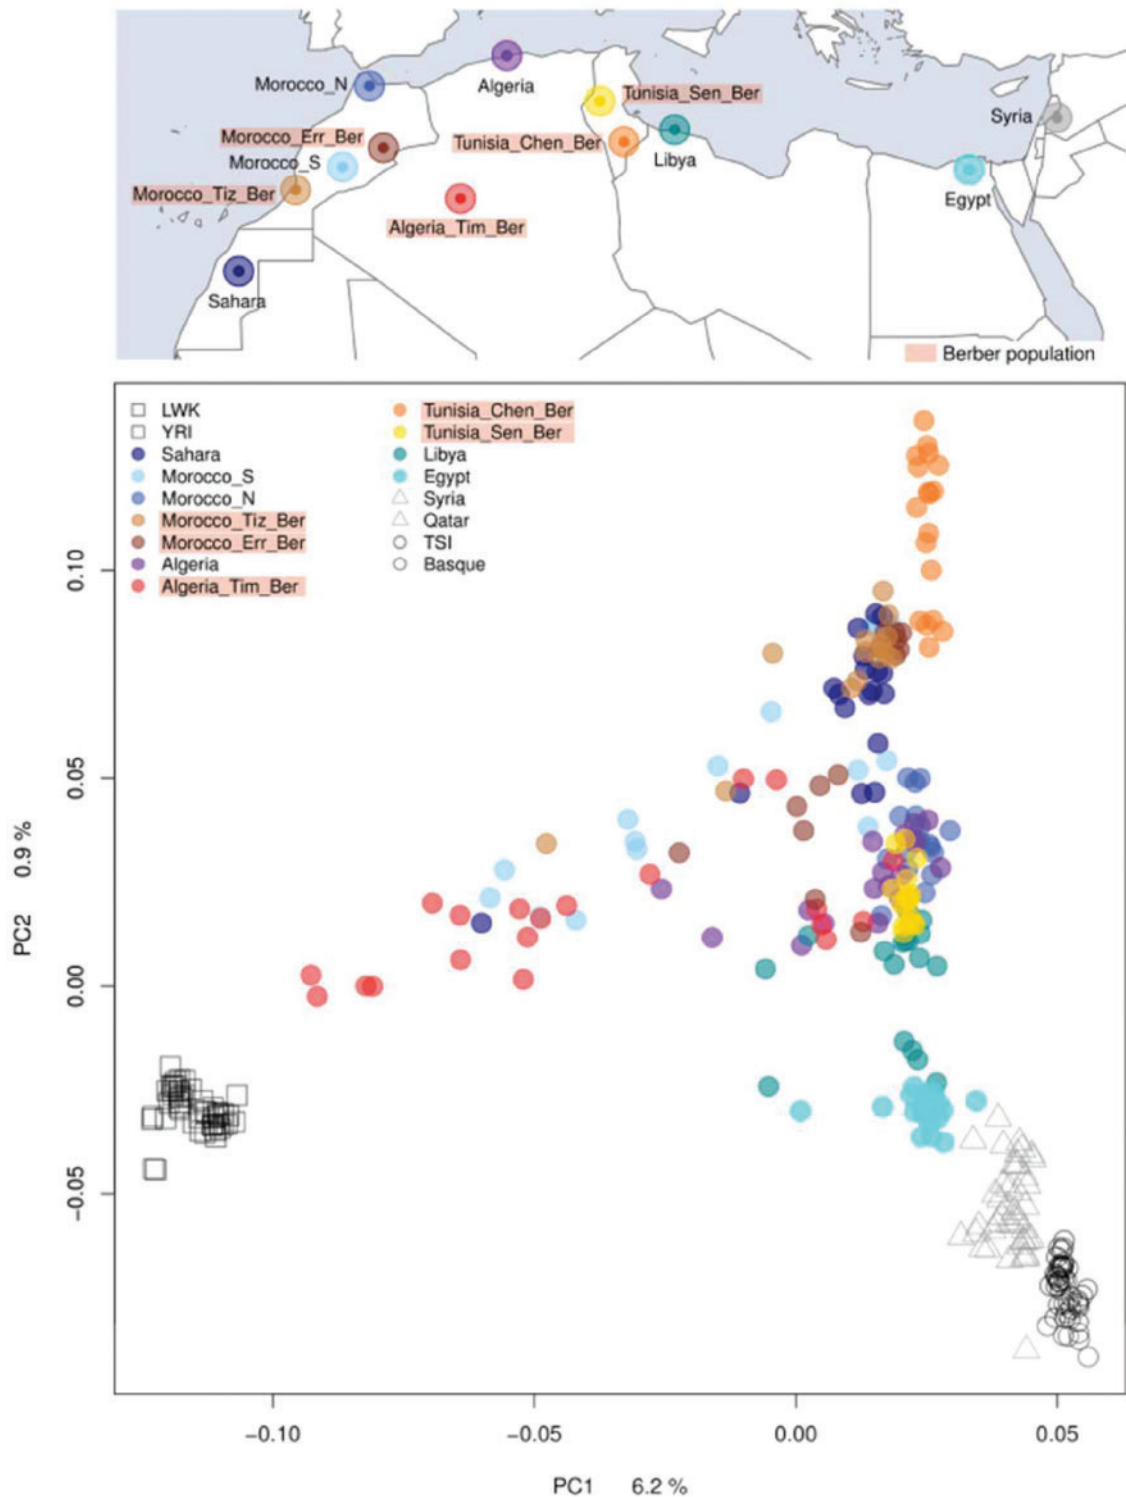 Morocco_N
Algeria
Tunisia_Sen_Ber
Syria
Morocco_Err_Ber
Tunisia_Chen_Ber
Morocco_S
Libya
Morocco_Tiz_Ber
Egypt
Algeria_Tim_Ber
Sahara
Berber population
LWK
YRI
Sahara
Morocco_S
Morocco_N
Morocco_Tiz_Ber
Morocco_Err_Ber
Algeria
Algeria_Tim_Ber
Tunisia_Chen_Ber
Tunisia_Sen_Ber
Libya
Egypt
Syria
Qatar
TSI
Basque
0.10
0.05
0.00
−0.05
PC2 0.9 %
−0.10
−0.05
0.00
0.05
PC1 6.2 %